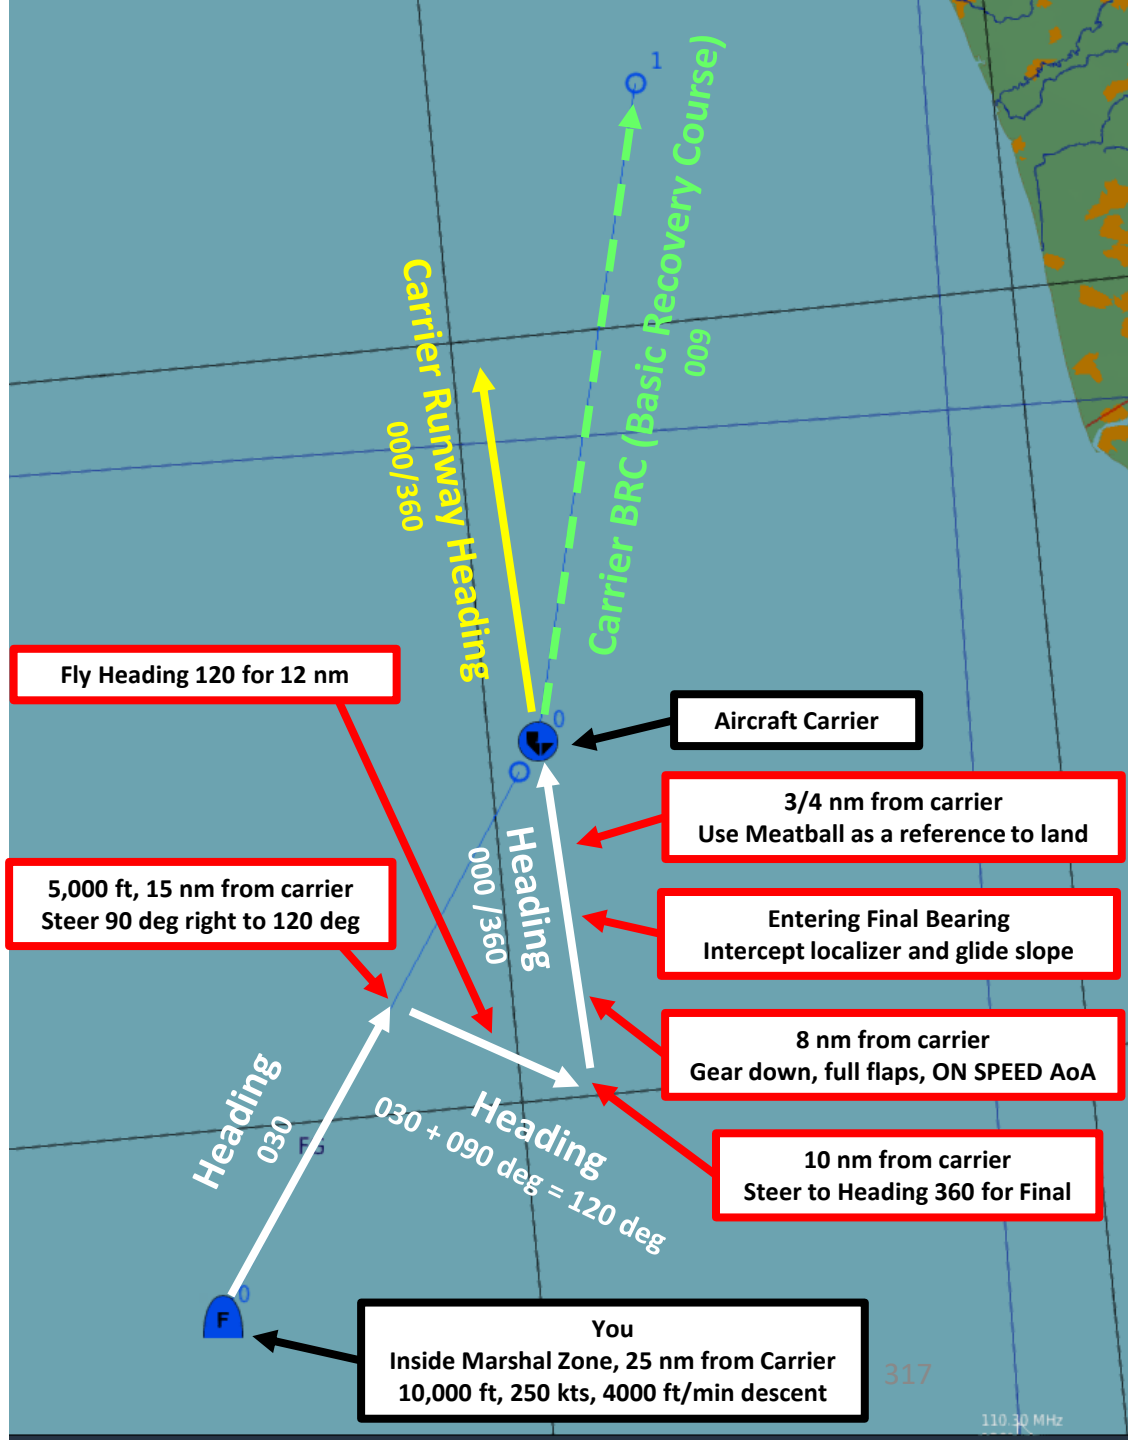 1
Carrier BRC (Basic Recovery Course)
009
Carrier Runway Heading
000/360
Fly Heading 120 for 12 nm
0
Aircraft Carrier
3/4 nm from carrier
Use Meatball as a reference to land
Heading
000 /360
5,000 ft, 15 nm from carrier
Steer 90 deg right to 120 deg
Entering Final Bearing
Intercept localizer and glide slope
8 nm from carrier
Gear down, full flaps, ON SPEED AoA
Heading
030
FG
Heading
030 + 090 deg = 120 deg
10 nm from carrier
Steer to Heading 360 for Final
0
F
You
Inside Marshal Zone, 25 nm from Carrier
10,000 ft, 250 kts, 4000 ft/min descent
317
110.30 MHz